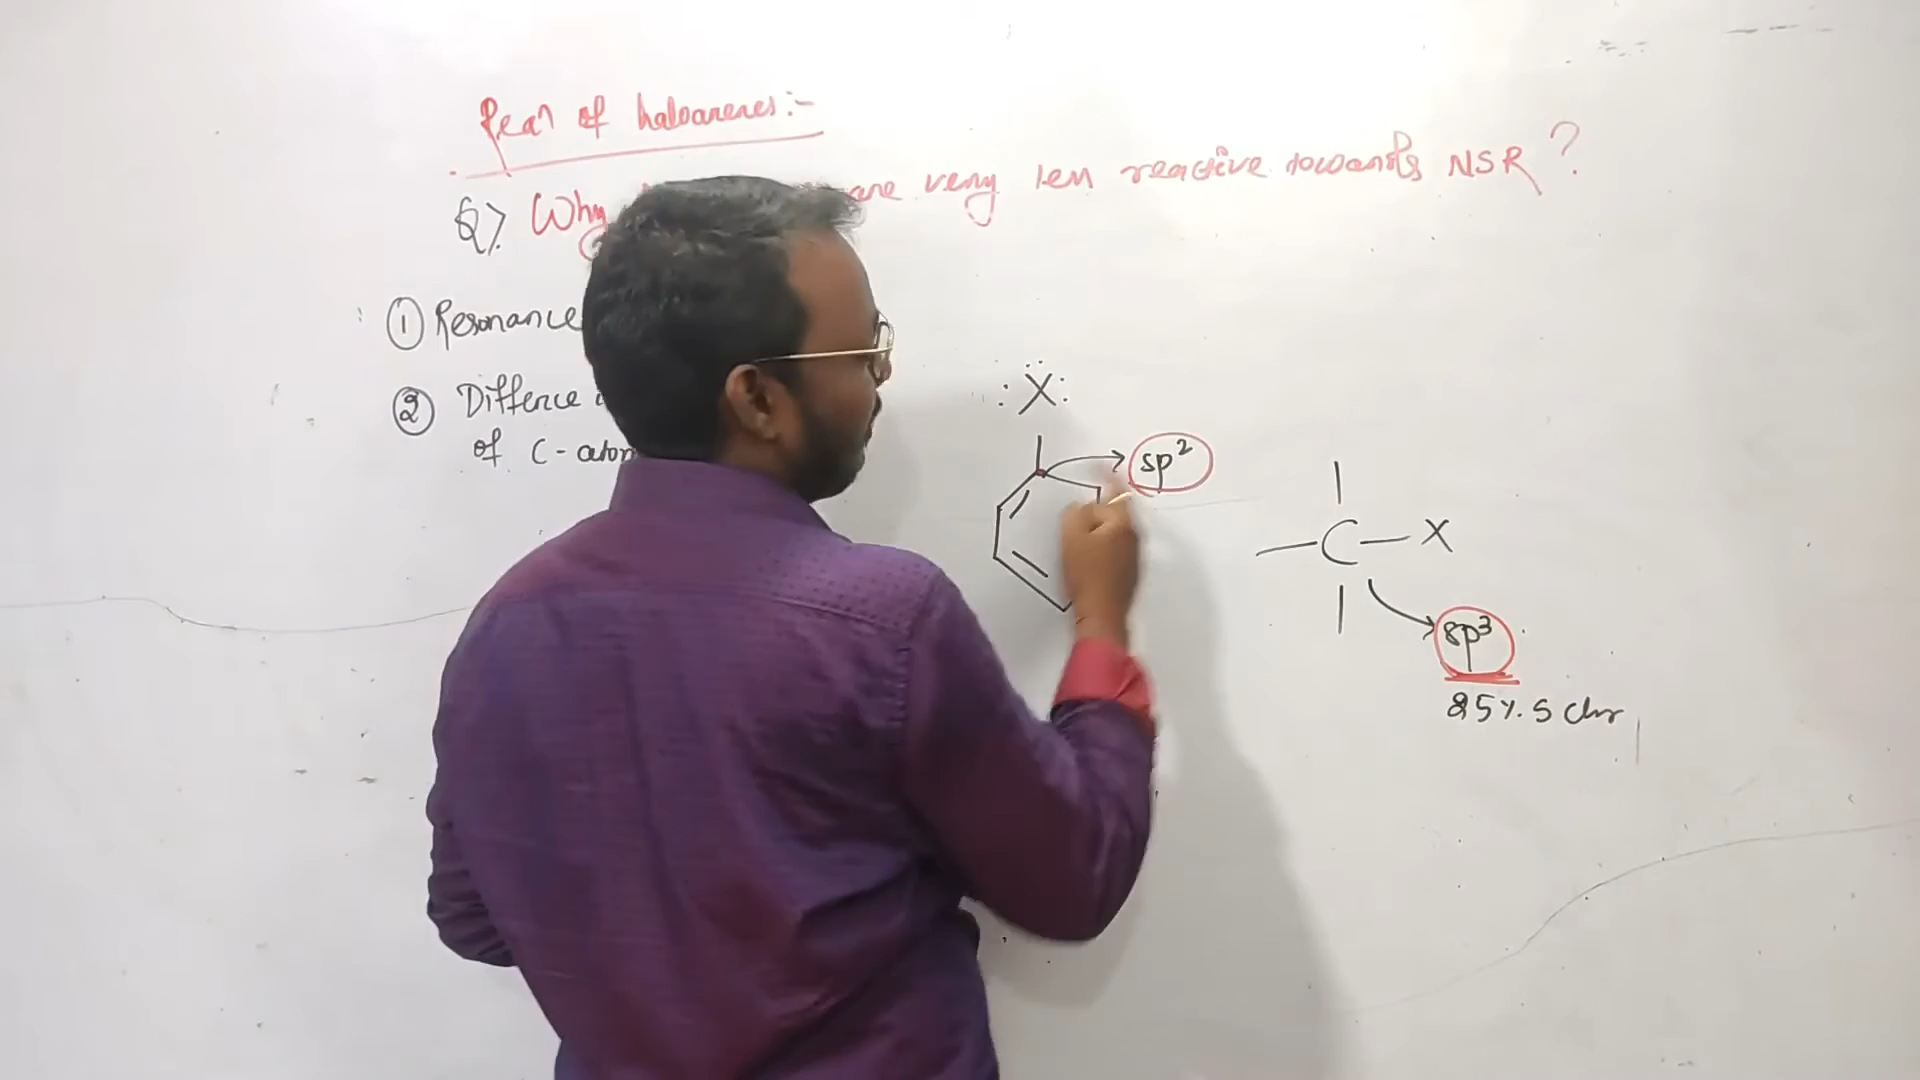 Reaⁿ of haloarenes:-
Q⟩. Why are very less reactive towards NSR ?
① Resonance
② Diffence
of C-atom
:X:
sp²
C-X
sp³
25%. S Chr